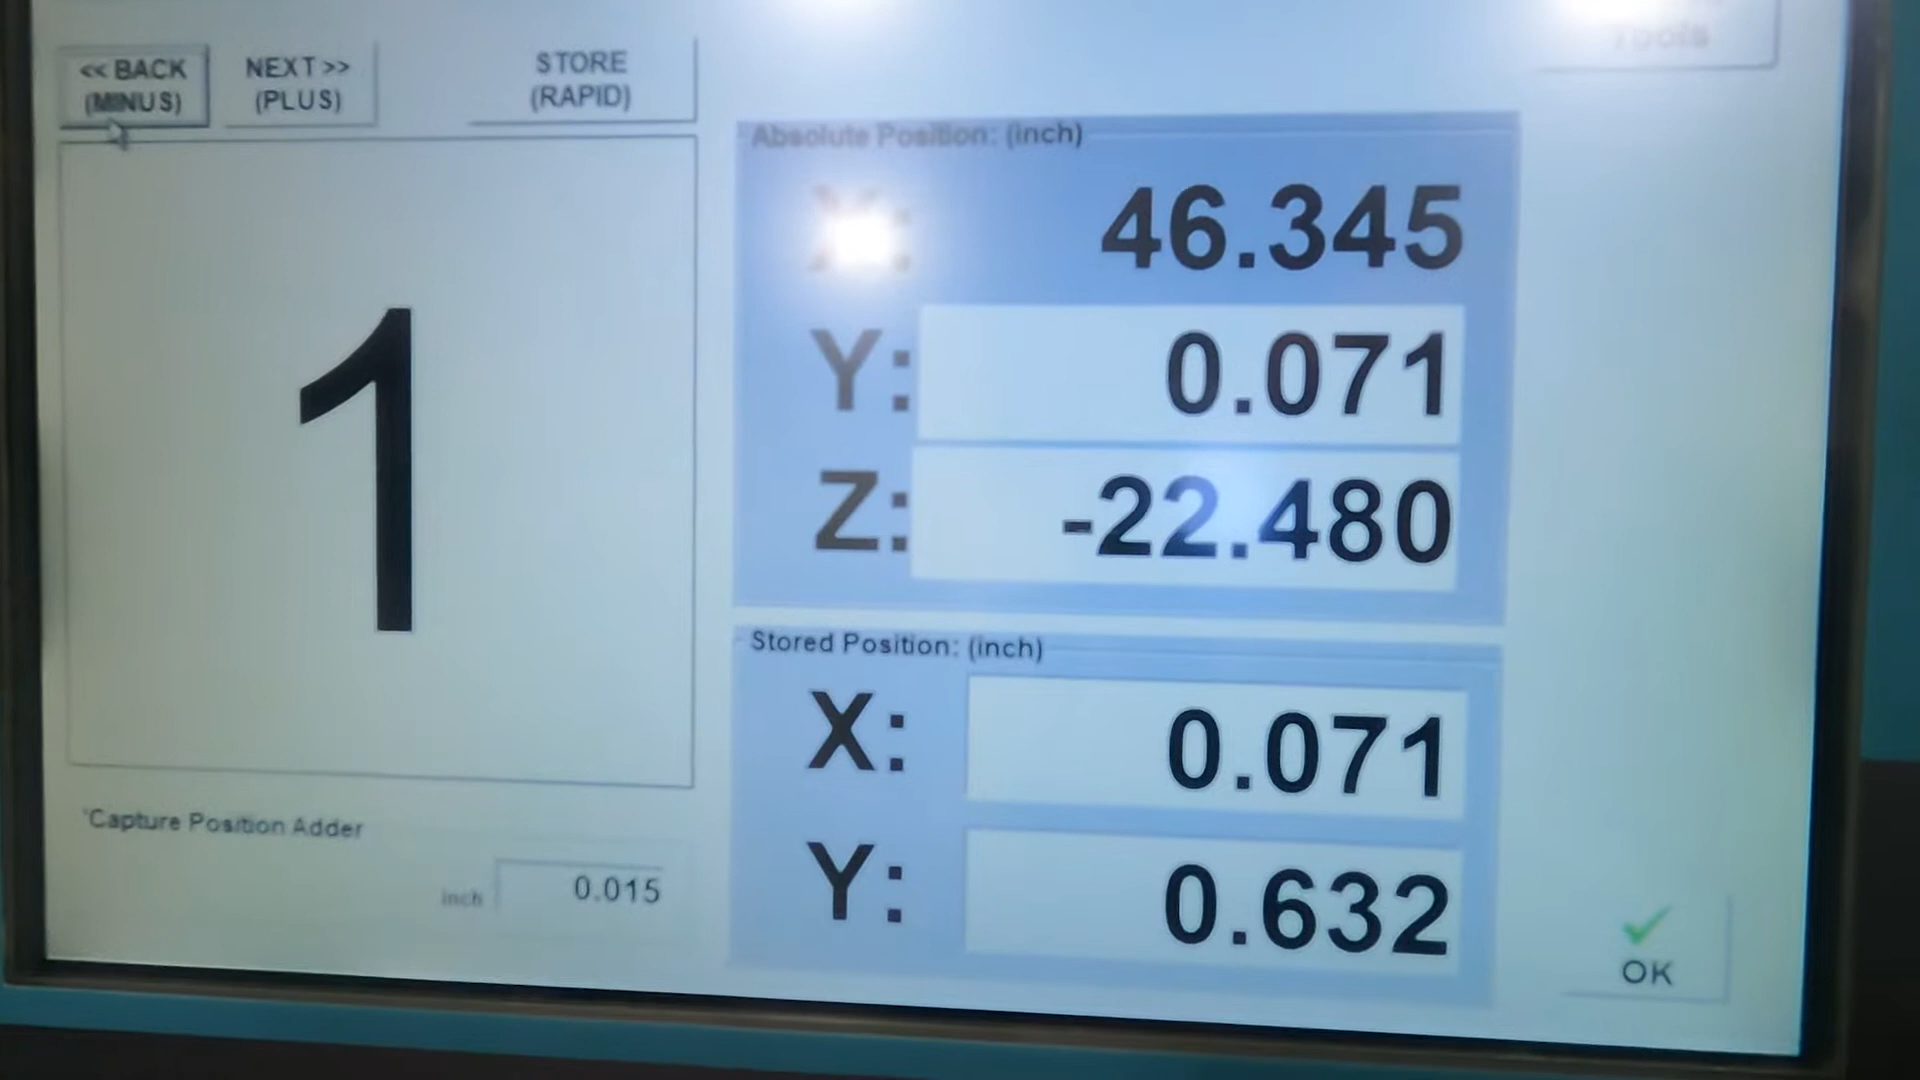 << BACK
(MINUS)
NEXT >>
(PLUS)
STORE
(RAPID)
Tools
1
*Capture Position Adder
inch 0.015
Absolute Position: (inch)
X: 46.345
Y: 0.071
Z: -22.480
Stored Position: (inch)
X: 0.071
Y: 0.632
OK